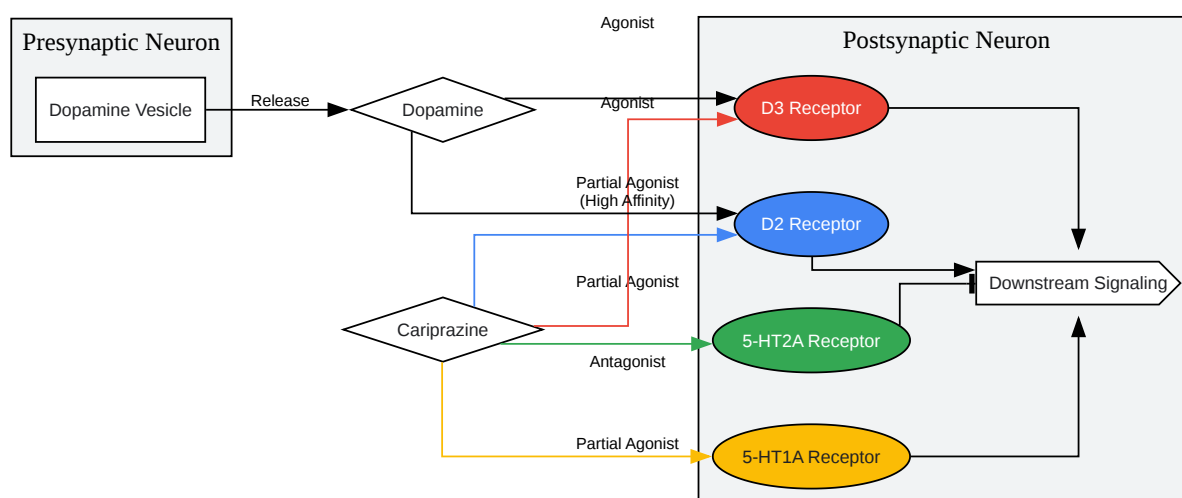 Agonist
Presynaptic Neuron
Postsynaptic Neuron
Dopamine Vesicle
Release
Dopamine
Agonist
D3 Receptor
Partial Agonist
(High Affinity)
D2 Receptor
Partial Agonist
Downstream Signaling
Cariprazine
5-HT2A Receptor
Antagonist
Partial Agonist
5-HT1A Receptor